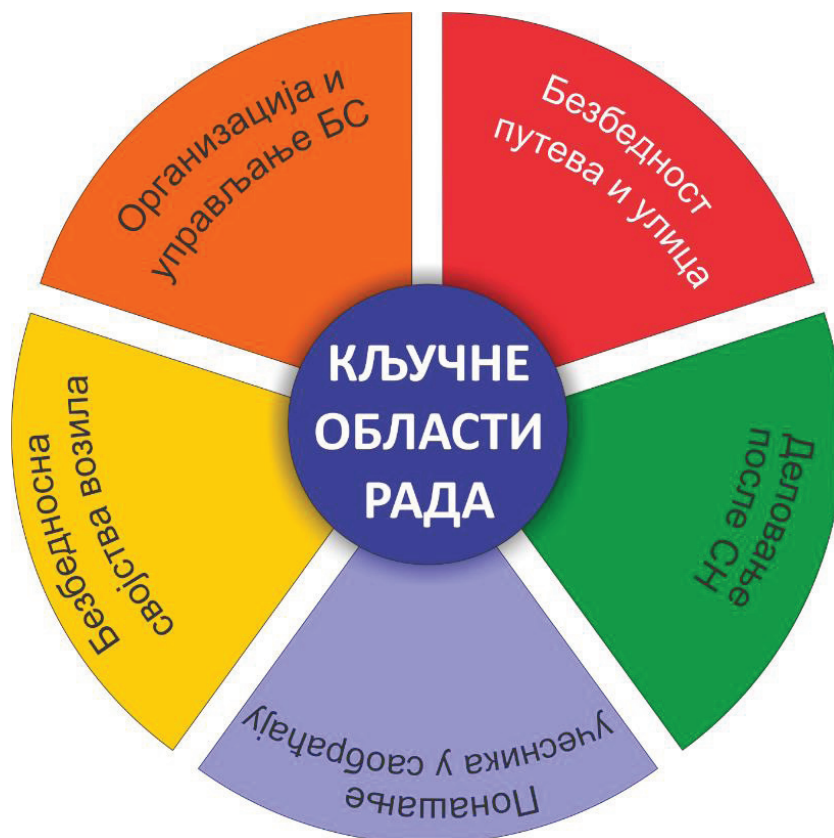 Организација и
управљање БС
Безбедност
путева и улица
КЉУЧНЕ
ОБЛАСТИ
РАДА
Безбедносна
својства возила
Деловање
после СН
Понашање
учесника у саобраћају